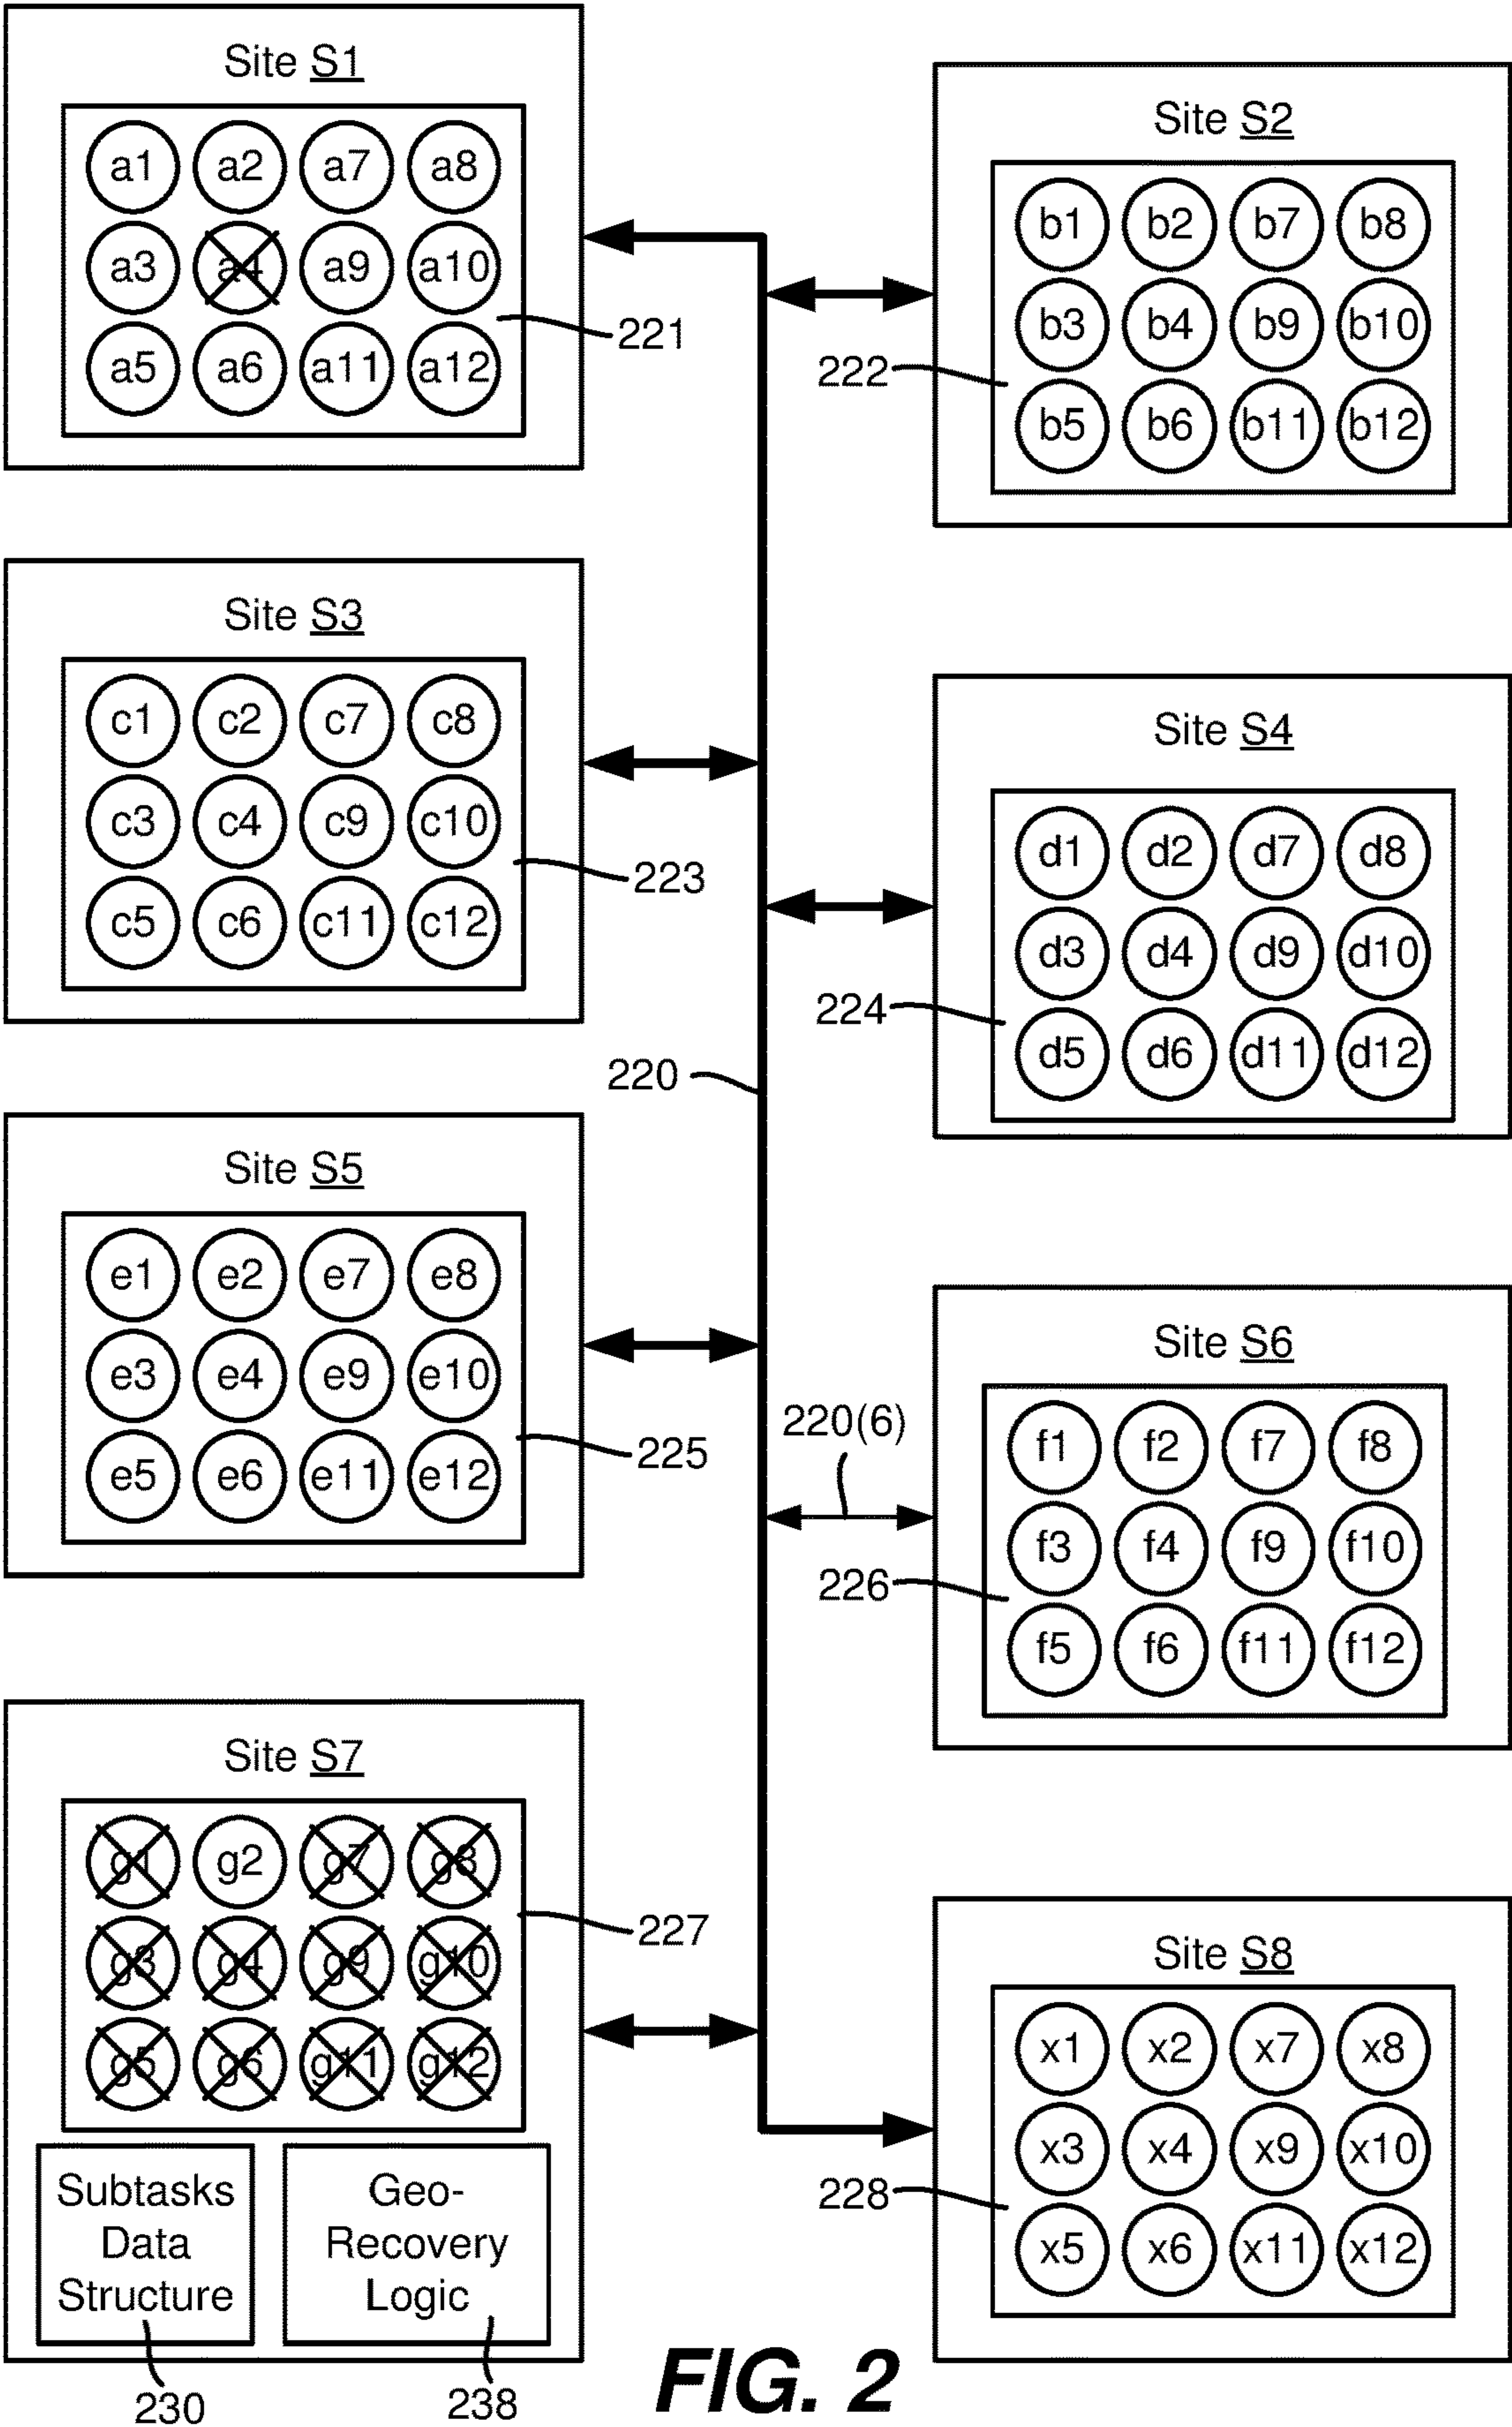 Site S1
a1 a2 a7 a8
a3 a4 a9 a10
a5 a6 a11 a12
221
Site S2
b1 b2 b7 b8
b3 b4 b9 b10
b5 b6 b11 b12
222
Site S3
c1 c2 c7 c8
c3 c4 c9 c10
c5 c6 c11 c12
223
Site S4
d1 d2 d7 d8
d3 d4 d9 d10
d5 d6 d11 d12
224
220
Site S5
e1 e2 e7 e8
e3 e4 e9 e10
e5 e6 e11 e12
225
Site S6
f1 f2 f7 f8
f3 f4 f9 f10
f5 f6 f11 f12
220(6)
226
Site S7
g1 g2 g7 g8
g3 g4 g9 g10
g5 g6 g11 g12
227
Subtasks
Data
Structure
230
Geo-
Recovery
Logic
238
Site S8
x1 x2 x7 x8
x3 x4 x9 x10
x5 x6 x11 x12
228
FIG. 2